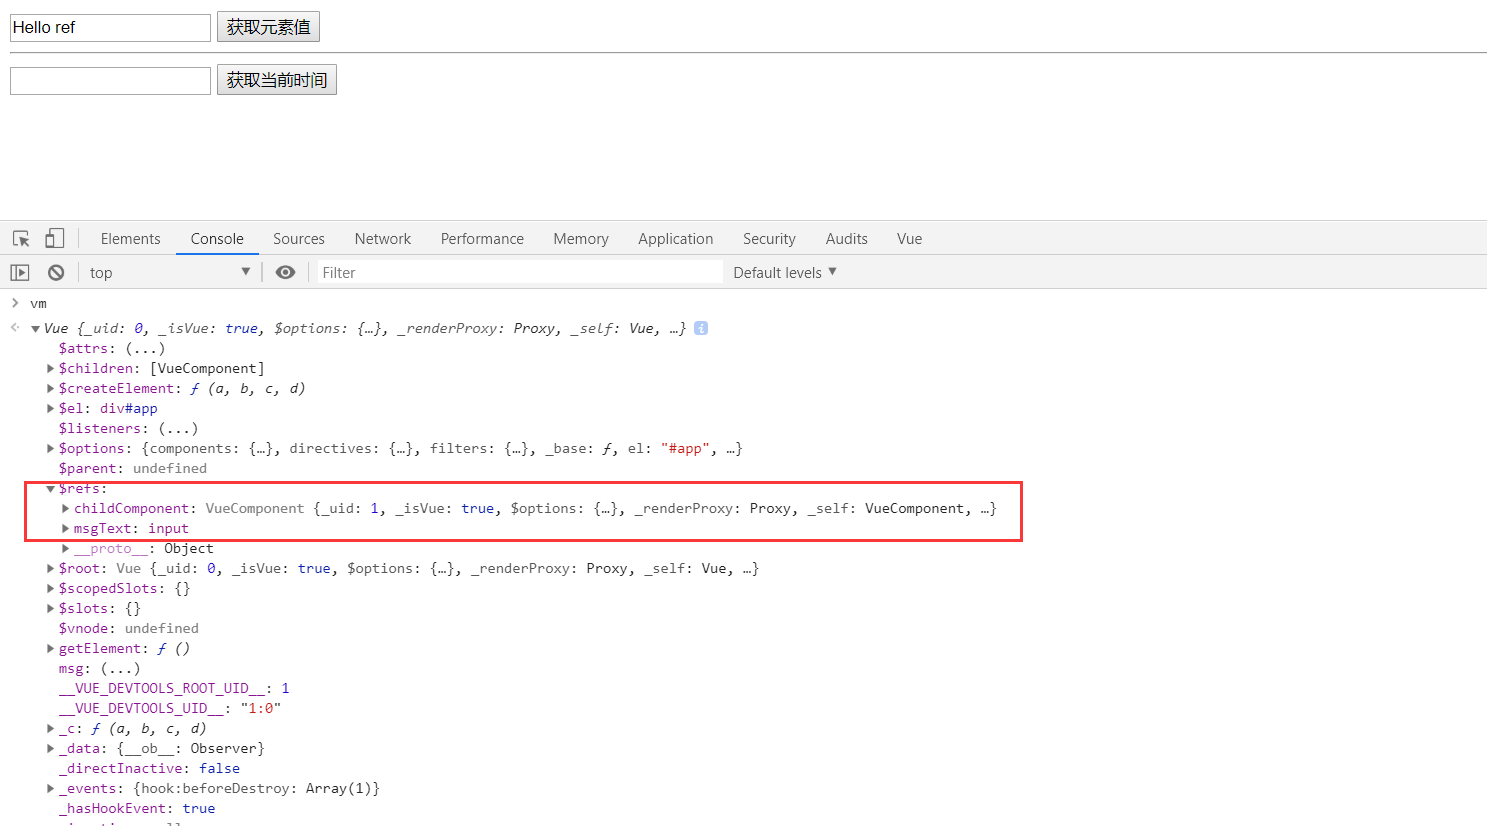 Hello ref 获取元素值
获取当前时间
Elements Console Sources Network Performance Memory Application Security Audits Vue
top Filter Default levels
vm
Vue {_uid: 0, _isVue: true, $options: {…}, _renderProxy: Proxy, _self: Vue, …}
$attrs: (...)
$children: [VueComponent]
$createElement: ƒ (a, b, c, d)
$el: div#app
$listeners: (...)
$options: {components: {…}, directives: {…}, filters: {…}, _base: ƒ, el: "#app", …}
$parent: undefined
$refs:
childComponent: VueComponent {_uid: 1, _isVue: true, $options: {…}, _renderProxy: Proxy, _self: VueComponent, …}
msgText: input
__proto__: Object
$root: Vue {_uid: 0, _isVue: true, $options: {…}, _renderProxy: Proxy, _self: Vue, …}
$scopedSlots: {}
$slots: {}
$vnode: undefined
getElement: ƒ ()
msg: (...)
__VUE_DEVTOOLS_ROOT_UID__: 1
__VUE_DEVTOOLS_UID__: "1:0"
_c: ƒ (a, b, c, d)
_data: {__ob__: Observer}
_directInactive: false
_events: {hook:beforeDestroy: Array(1)}
_hasHookEvent: true